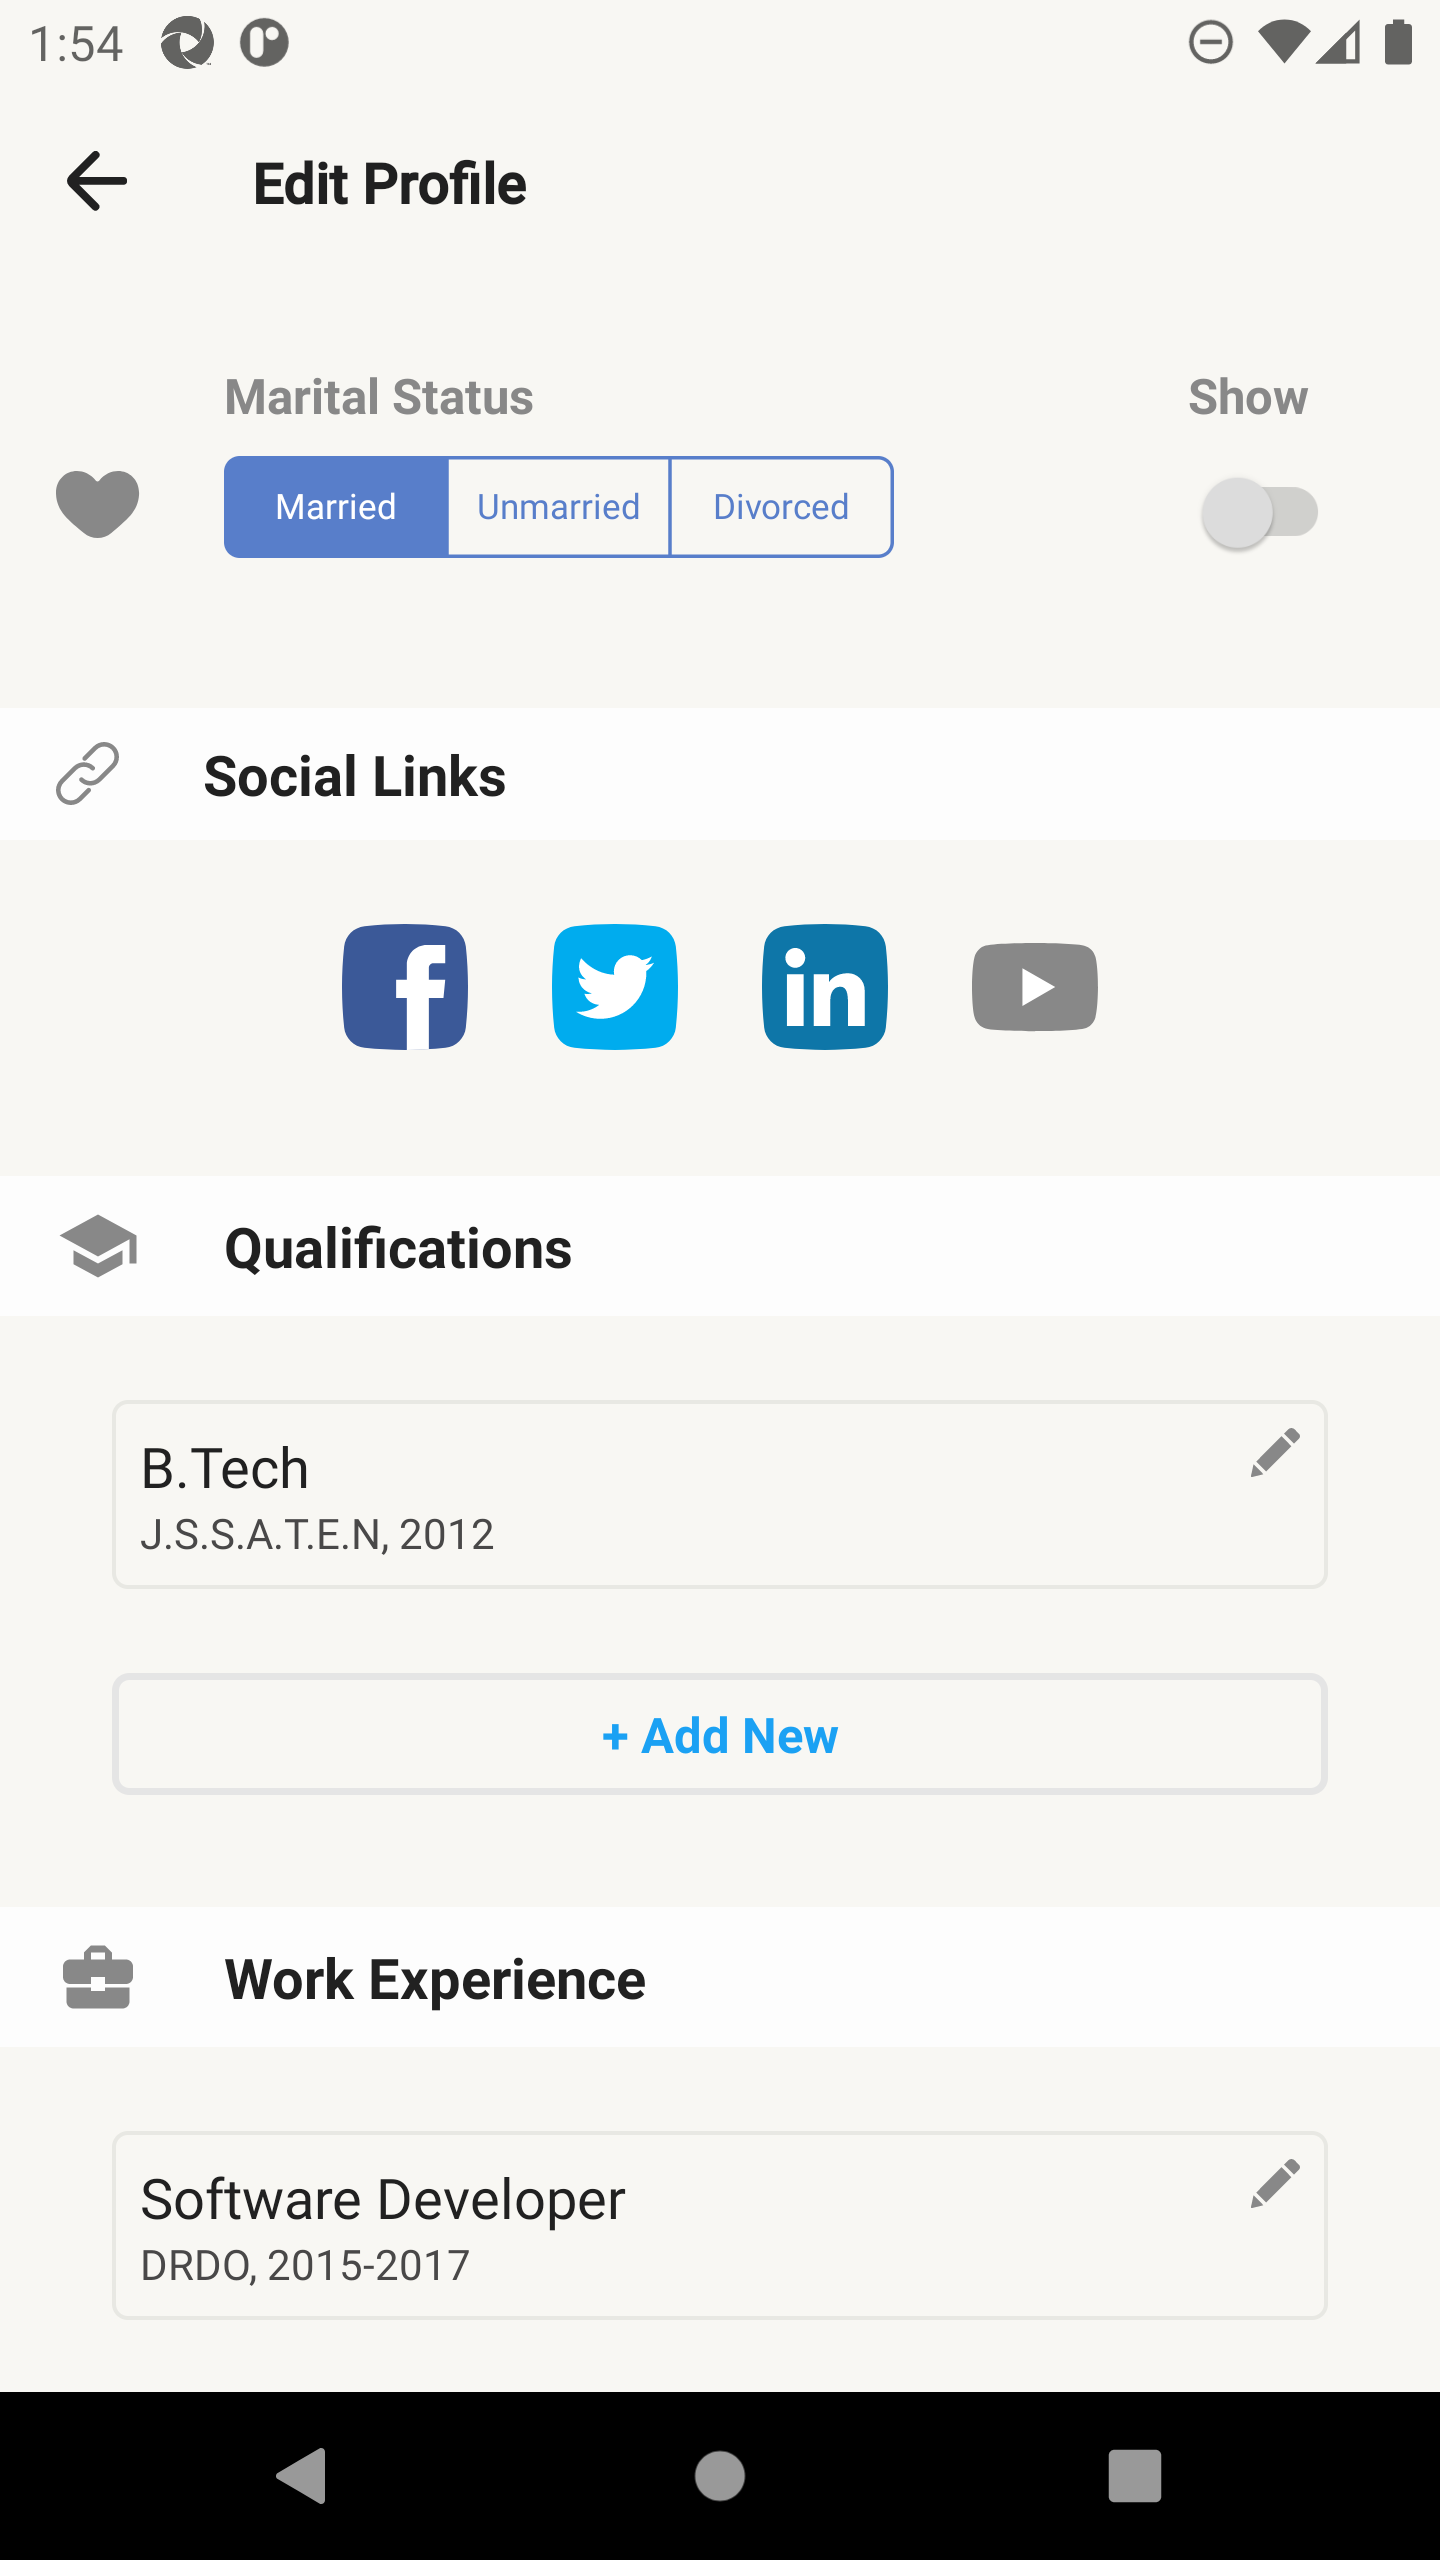 1:54
Edit Profile
Marital Status
Show
Married
Unmarried
Divorced
Social Links
Qualifications
B.Tech
J.S.S.A.T.E.N, 2012
+ Add New
Work Experience
Software Developer
DRDO, 2015-2017